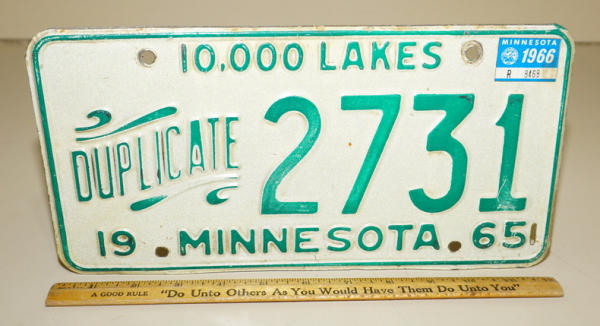 10,000 LAKES
MINNESOTA
1966
DUPLICATE 2731
19 MINNESOTA 65
A GOOD RULE "Do Unto Others As You Would Have Them Do Unto You"